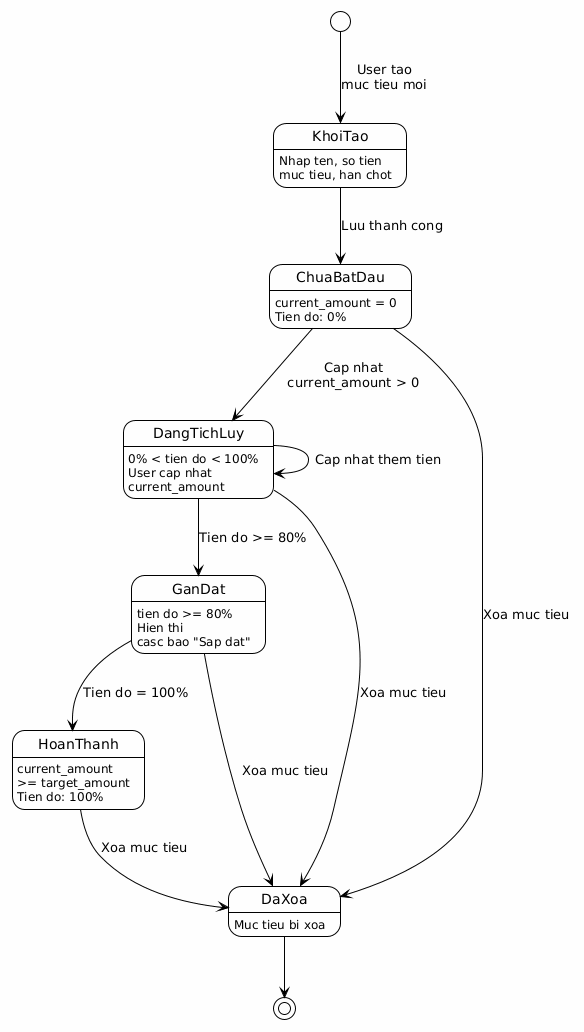 User tao
muc tieu moi
KhoiTao
Nhap ten, so tien
muc tieu, han chot
Luu thanh cong
ChuaBatDau
current_amount = 0
Tien do: 0%
Cap nhat
current_amount > 0
DangTichLuy
0% < tien do < 100%
User cap nhat
current_amount
Cap nhat them tien
Tien do >= 80%
GanDat
tien do >= 80%
Hien thi
casc bao "Sap dat"
Xoa muc tieu
Tien do = 100%
Xoa muc tieu
HoanThanh
current_amount
>= target_amount
Tien do: 100%
Xoa muc tieu
Xoa muc tieu
DaXoa
Muc tieu bi xoa